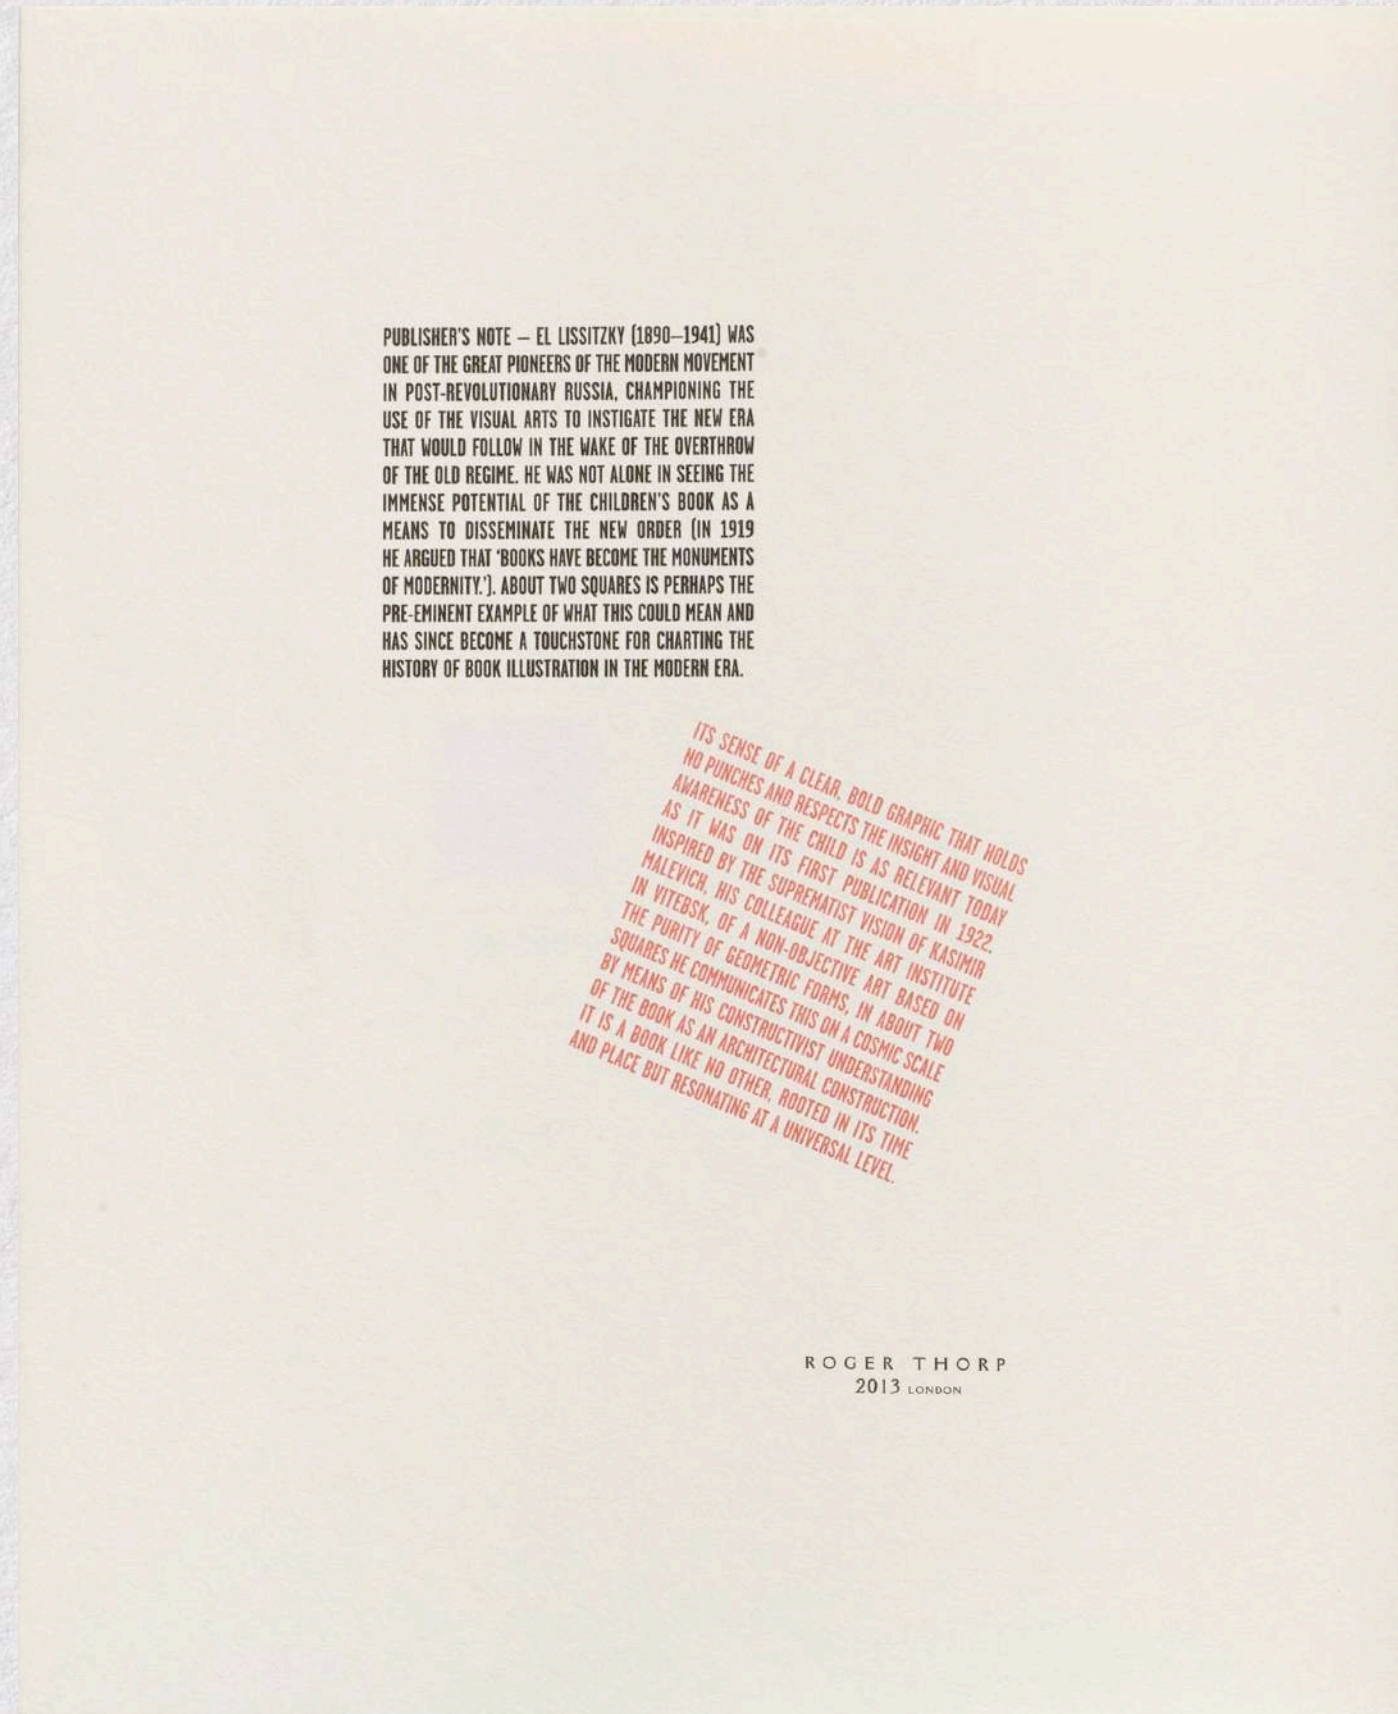 PUBLISHER'S NOTE – EL LISSITZKY (1890–1941) WAS
ONE OF THE GREAT PIONEERS OF THE MODERN MOVEMENT
IN POST-REVOLUTIONARY RUSSIA, CHAMPIONING THE
USE OF THE VISUAL ARTS TO INSTIGATE THE NEW ERA
THAT WOULD FOLLOW IN THE WAKE OF THE OVERTHROW
OF THE OLD REGIME. HE WAS NOT ALONE IN SEEING THE
IMMENSE POTENTIAL OF THE CHILDREN'S BOOK AS A
MEANS TO DISSEMINATE THE NEW ORDER (IN 1919
HE ARGUED THAT 'BOOKS HAVE BECOME THE MONUMENTS
OF MODERNITY.'). ABOUT TWO SQUARES IS PERHAPS THE
PRE-EMINENT EXAMPLE OF WHAT THIS COULD MEAN AND
HAS SINCE BECOME A TOUCHSTONE FOR CHARTING THE
HISTORY OF BOOK ILLUSTRATION IN THE MODERN ERA.
ITS SENSE OF A CLEAR, BOLD GRAPHIC THAT HOLDS
NO PUNCHES AND RESPECTS THE INSIGHT AND VISUAL
AWARENESS OF THE CHILD IS AS RELEVANT TODAY
AS IT WAS ON ITS FIRST PUBLICATION IN 1922.
INSPIRED BY THE SUPREMATIST VISION OF KASIMIR
MALEVICH, HIS COLLEAGUE AT THE ART INSTITUTE
IN VITEBSK, OF A NON-OBJECTIVE ART BASED ON
THE PURITY OF GEOMETRIC FORMS, IN ABOUT TWO
SQUARES HE COMMUNICATES THIS ON A COSMIC SCALE
BY MEANS OF HIS CONSTRUCTIVIST UNDERSTANDING
OF THE BOOK AS AN ARCHITECTURAL CONSTRUCTION.
IT IS A BOOK LIKE NO OTHER, ROOTED IN ITS TIME
AND PLACE BUT RESONATING AT A UNIVERSAL LEVEL.
ROGER THORP
2013 LONDON